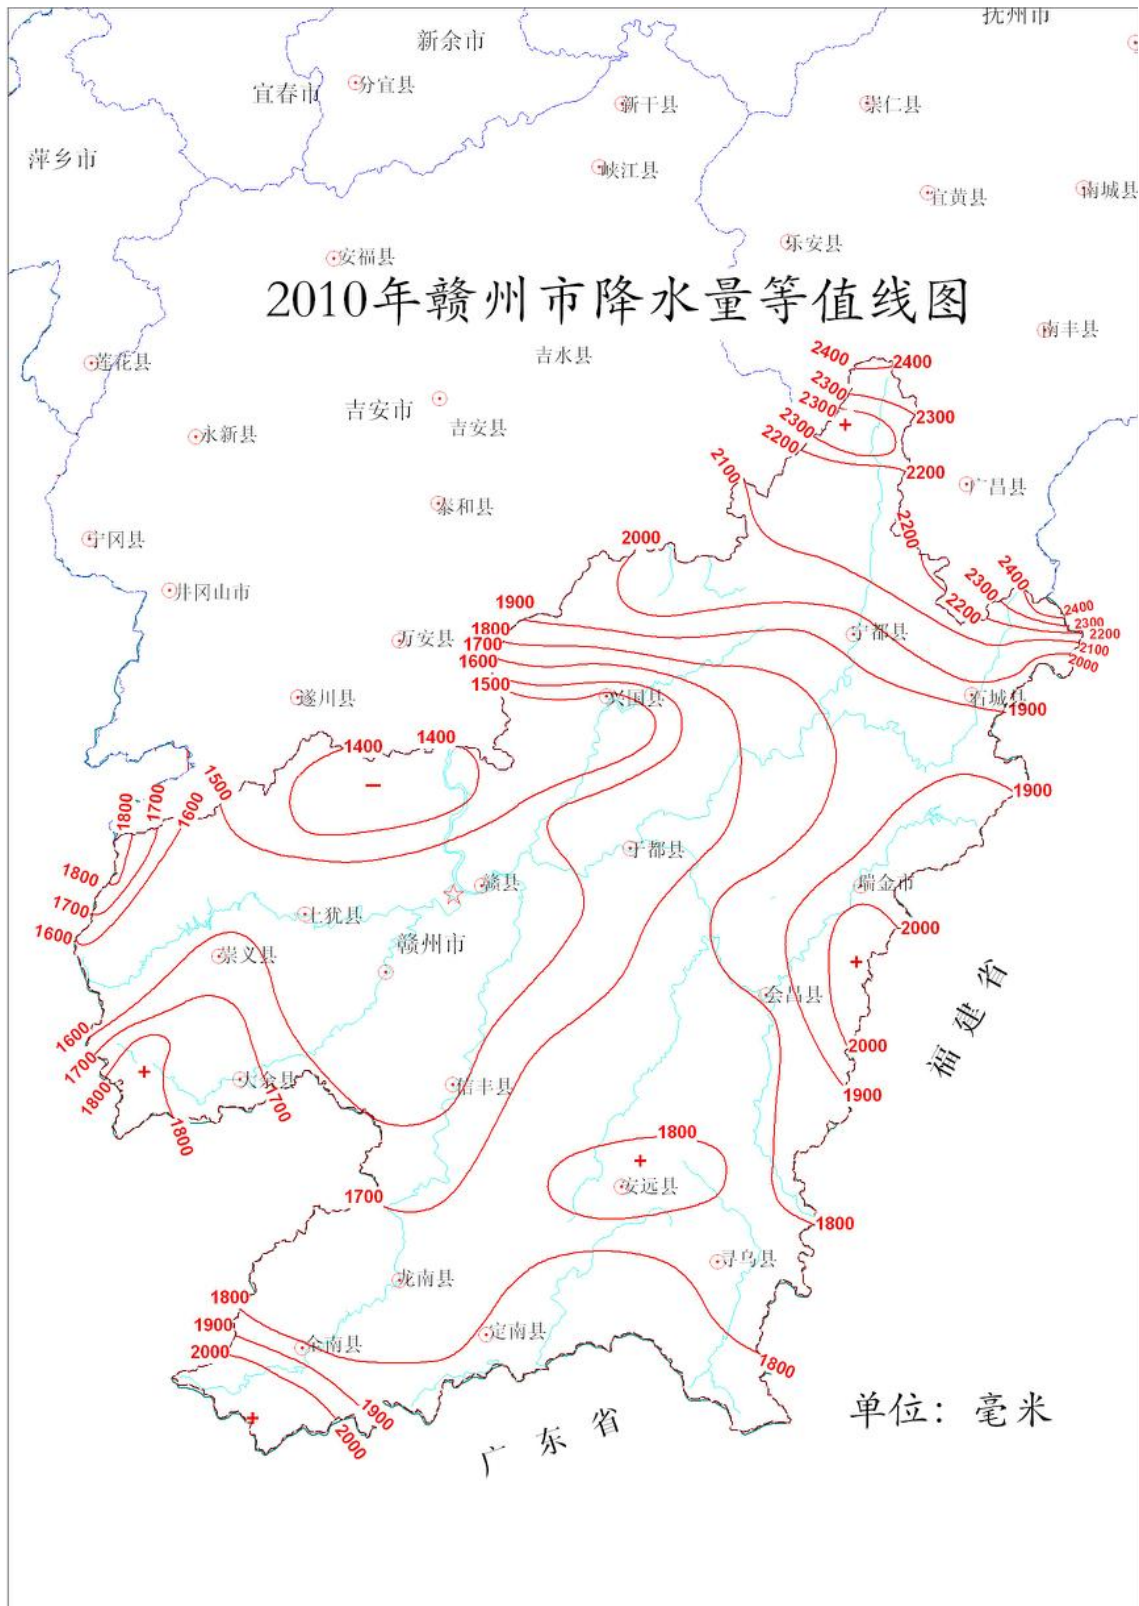 抚州市
新余市
分宜县
宜春市
新干县
崇仁县
萍乡市
峡江县
宜黄县
南城县
乐安县
安福县
2010年赣州市降水量等值线图
南丰县
吉水县
2400
2400
莲花县
2300
2300
吉安市
2300
2300
吉安县
永新县
2200
2100
2200
广昌县
泰和县
2200
宁冈县
2000
2400
2300
井冈山市
1900
2200
2400
2300
1800
万安县
宁都县
2200
1700
2100
1600
2000
1500
遂川县
兴国县
石城县
1900
1400
1400
1500
1900
1800
1700
1600
于都县
1800
赣县
瑞金市
1700
上犹县
1600
2000
赣州市
崇义县
福建省
会昌县
1600
2000
1700
大余县
信丰县
1800
1700
1900
1800
1800
安远县
1700
1800
寻乌县
龙南县
1800
1900
定南县
全南县
2000
1800
1900
2000
单位：毫米
广东省